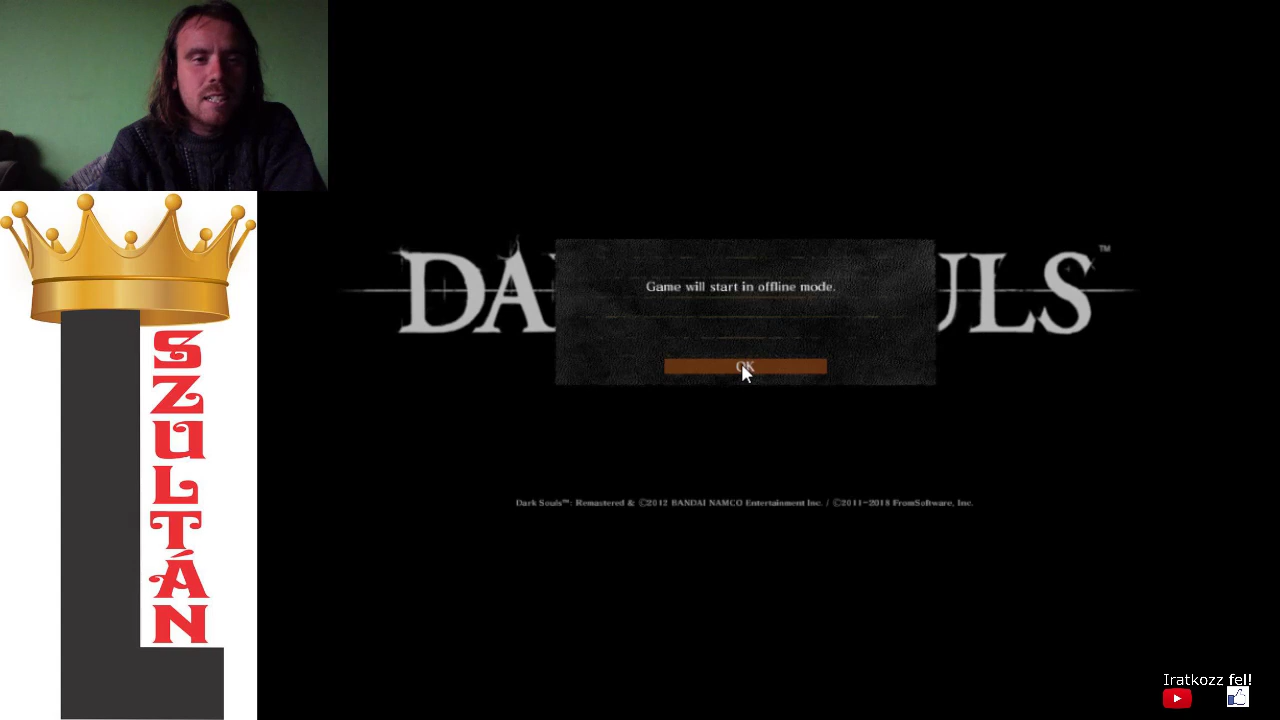 L
SZULTÁN
DA ULS ™
Game will start in offline mode.
OK
Dark Souls™: Remastered & ©2012 BANDAI NAMCO Entertainment Inc. / ©2011-2018 FromSoftware, Inc.
Iratkozz fel!